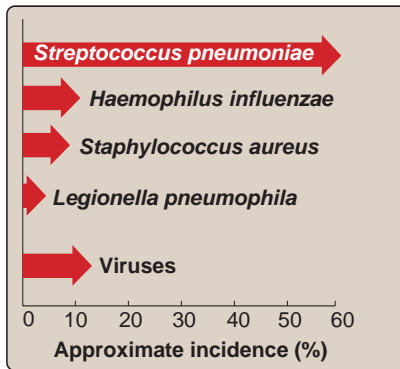 Streptococcus pneumoniae
Haemophilus influenzae
Staphylococcus aureus
Legionella pneumophila
Viruses
0 10 20 30 40 50 60
Approximate incidence (%)